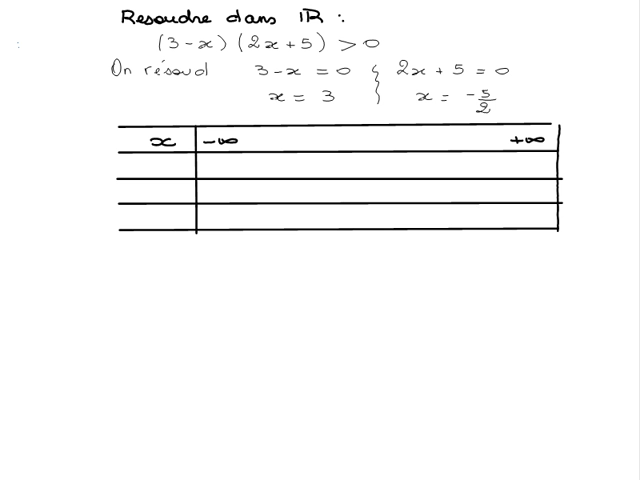 Resoudre dans IR :
(3-x)(2x+5) > 0
On résoud 3-x = 0 { 2x + 5 = 0
x = 3 } x = -5/2
x -∞ +∞